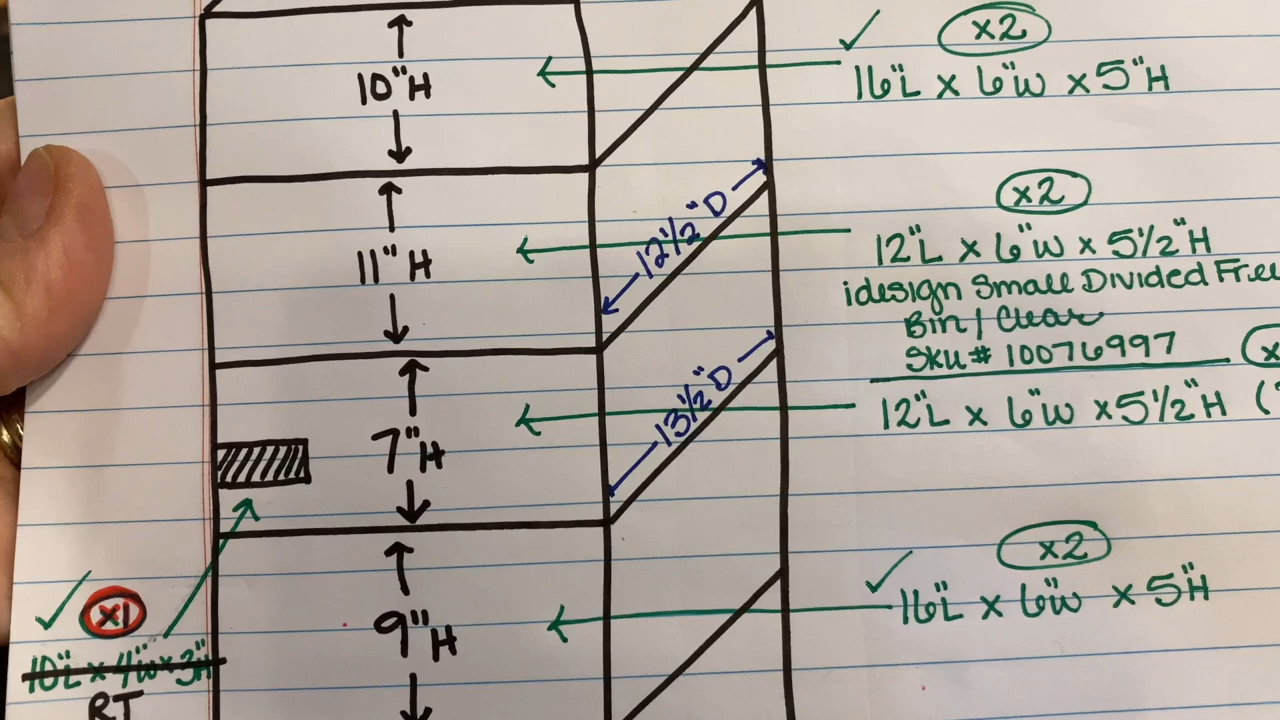 10"H
✓ x2
16"L x 6"W x 5"H
11"H
12½"D
x2
12"L x 6"W x 5½"H
idesign Small Divided
Bin / Clear
Sku# 10076997
7"H
13½"D
12"L x 6"W x 5½"H
9"H
✓ x2
16"L x 6"W x 5"H
✓ x1
10"L x 4"W x 3"H
RT